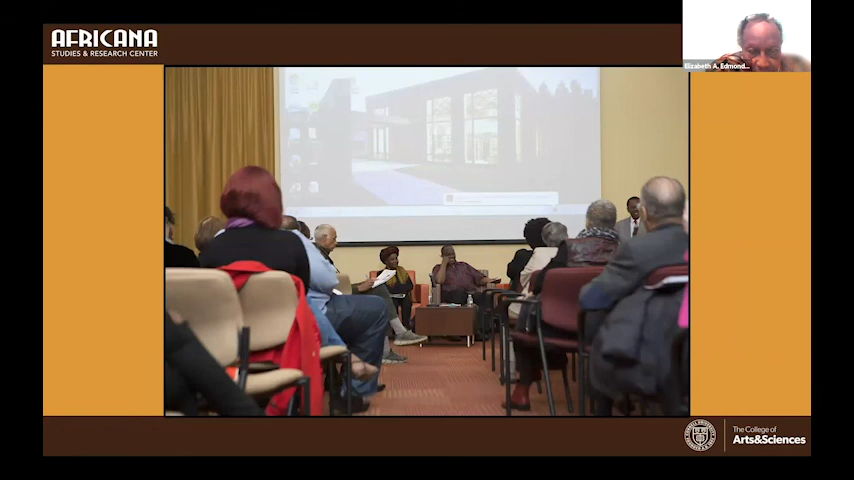 AFRICANA
STUDIES & RESEARCH CENTER
Elizabeth A. Edmond...
The College of
Arts&Sciences